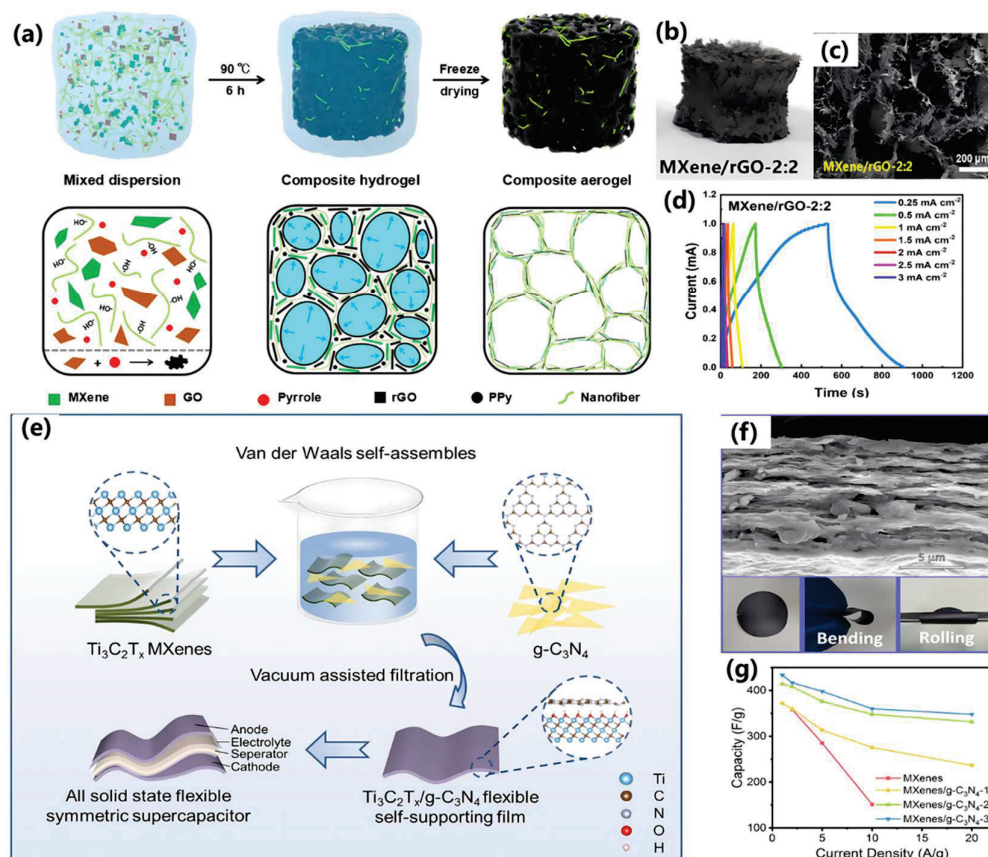 (a)
90 ℃
6 h
Freeze
drying
Mixed dispersion
Composite hydrogel
Composite aerogel
HO-
HO-
-OH
-OH
HO-
HO-
-OH
+
MXene
GO
Pyrrole
rGO
PPy
Nanofiber
(b)
MXene/rGO-2:2
(c)
MXene/rGO-2:2
200 μm
(d)
MXene/rGO-2:2
0.25 mA cm⁻²
0.5 mA cm⁻²
1 mA cm⁻²
1.5 mA cm⁻²
2 mA cm⁻²
2.5 mA cm⁻²
3 mA cm⁻²
Current (mA)
1.2
1.0
0.8
0.6
0.4
0.2
0.0
0 200 400 600 800 1000 1200
Time (s)
(e)
Van der Waals self-assembles
Ti₃C₂Tₓ MXenes
g-C₃N₄
Vacuum assisted filtration
Anode
Electrolyte
Seperator
Cathode
All solid state flexible
symmetric supercapacitor
Ti₃C₂Tₓ/g-C₃N₄ flexible
self-supporting film
Ti
C
N
O
H
(f)
5 μm
Bending
Rolling
(g)
Capacity (F/g)
400
300
200
100
MXenes
MXenes/g-C₃N₄-1
MXenes/g-C₃N₄-2
MXenes/g-C₃N₄-3
0 5 10 15 20
Current Density (A/g)